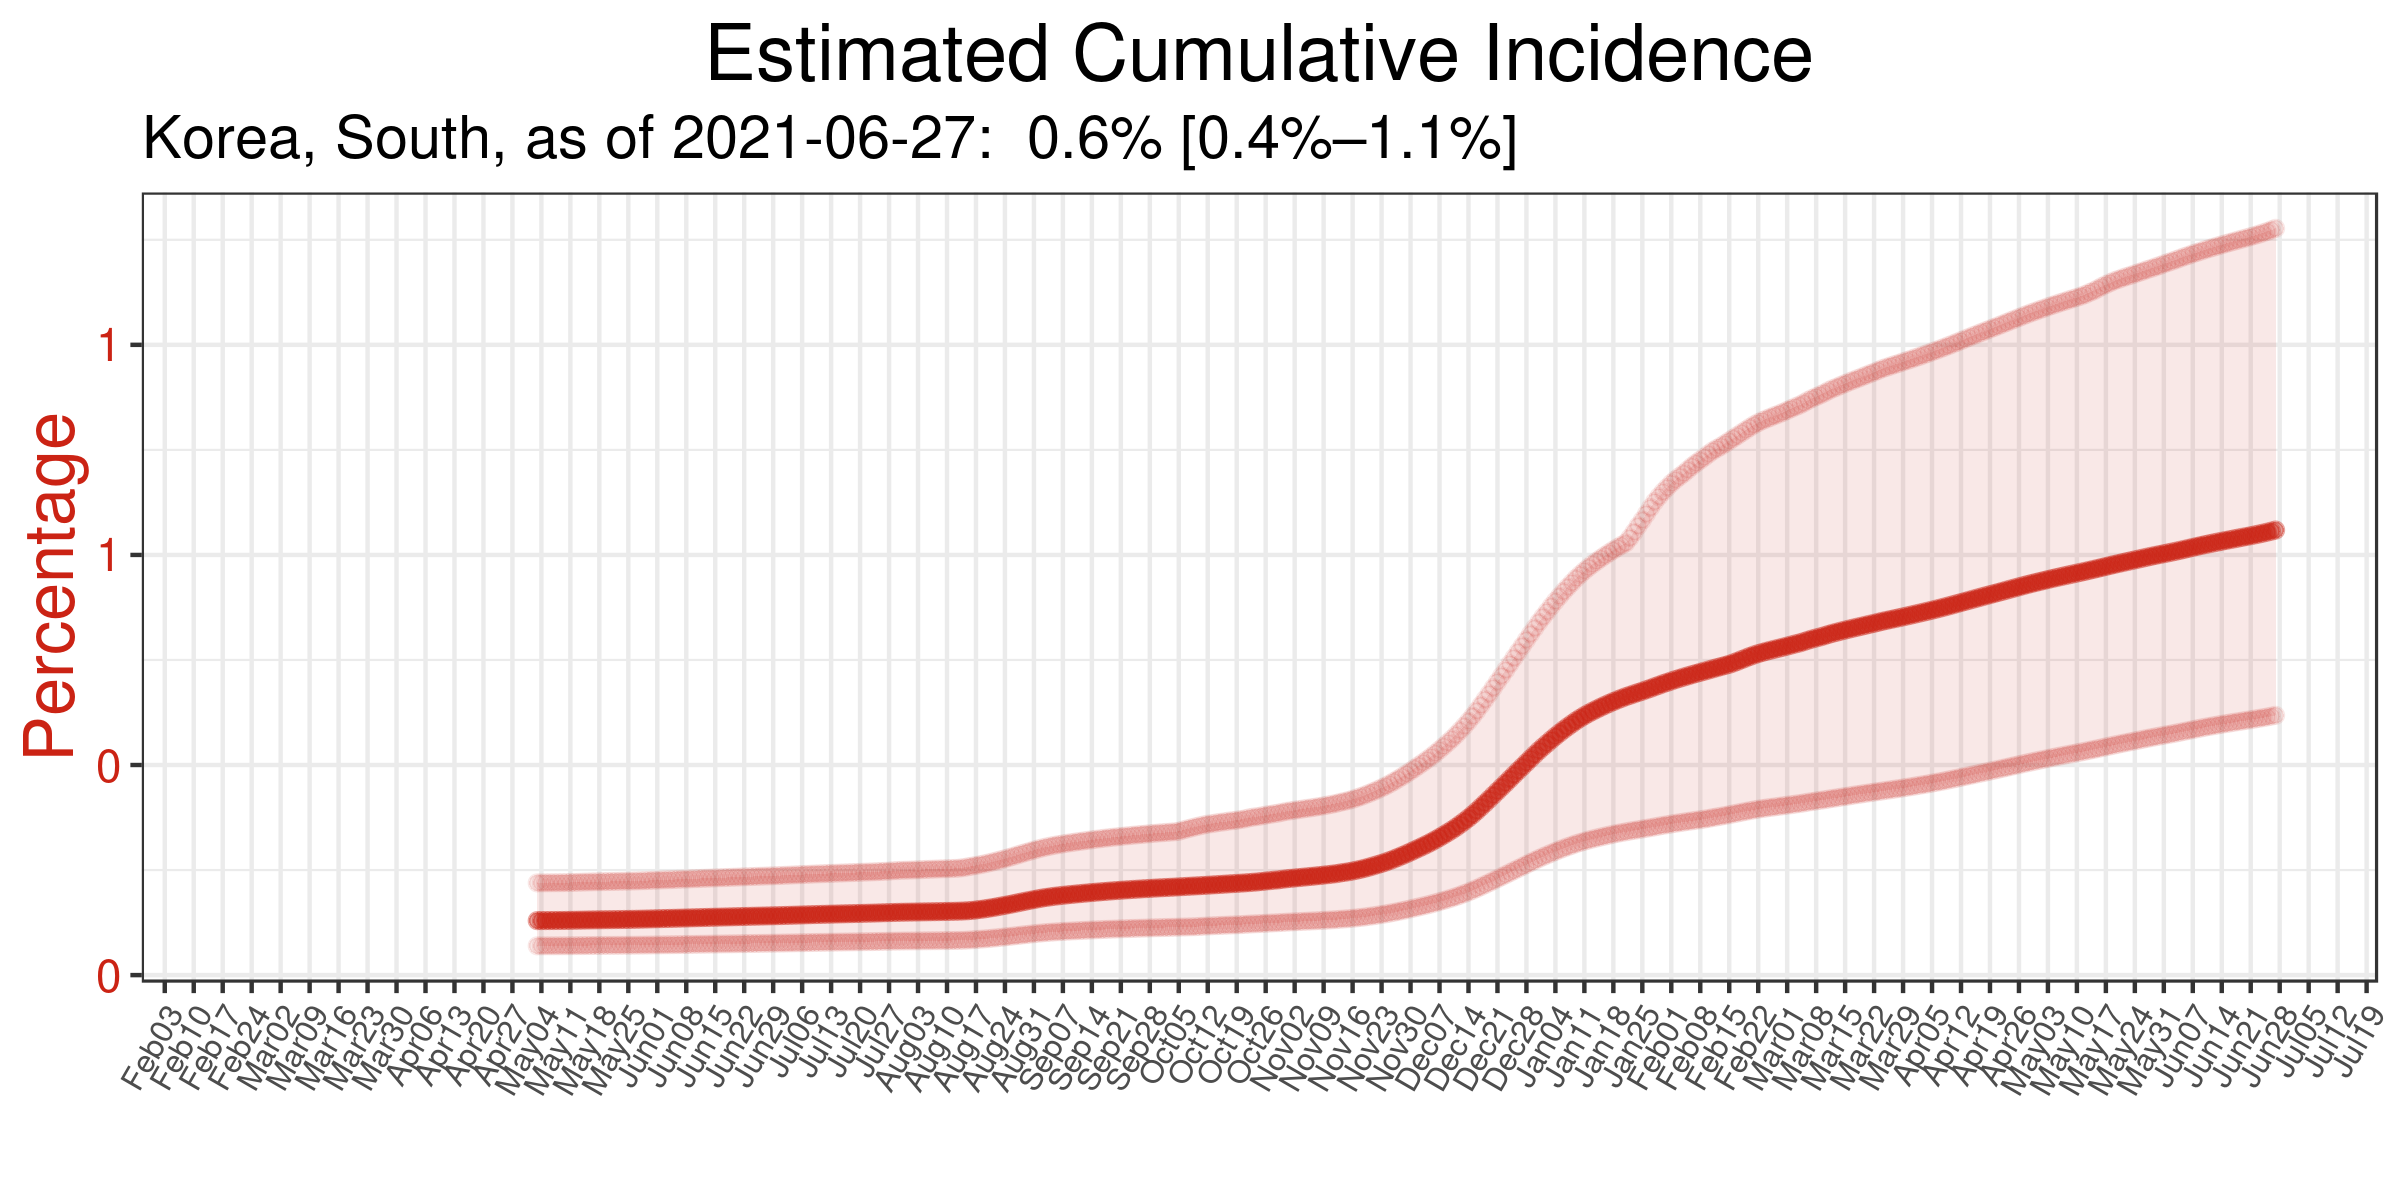 Estimated Cumulative Incidence
Korea, South, as of 2021-06-27:  0.6% [0.4%–1.1%]
Percentage
1
1
0
0
Feb03
Feb10
Feb17
Feb24
Mar02
Mar09
Mar16
Mar23
Mar30
Apr06
Apr13
Apr20
Apr27
May04
May11
May18
May25
Jun01
Jun08
Jun15
Jun22
Jun29
Jul06
Jul13
Jul20
Jul27
Aug03
Aug10
Aug17
Aug24
Aug31
Sep07
Sep14
Sep21
Sep28
Oct05
Oct12
Oct19
Oct26
Nov02
Nov09
Nov16
Nov23
Nov30
Dec07
Dec14
Dec21
Dec28
Jan04
Jan11
Jan18
Jan25
Feb01
Feb08
Feb15
Feb22
Mar01
Mar08
Mar15
Mar22
Mar29
Apr05
Apr12
Apr19
Apr26
May03
May10
May17
May24
May31
Jun07
Jun14
Jun21
Jun28
Jul05
Jul12
Jul19